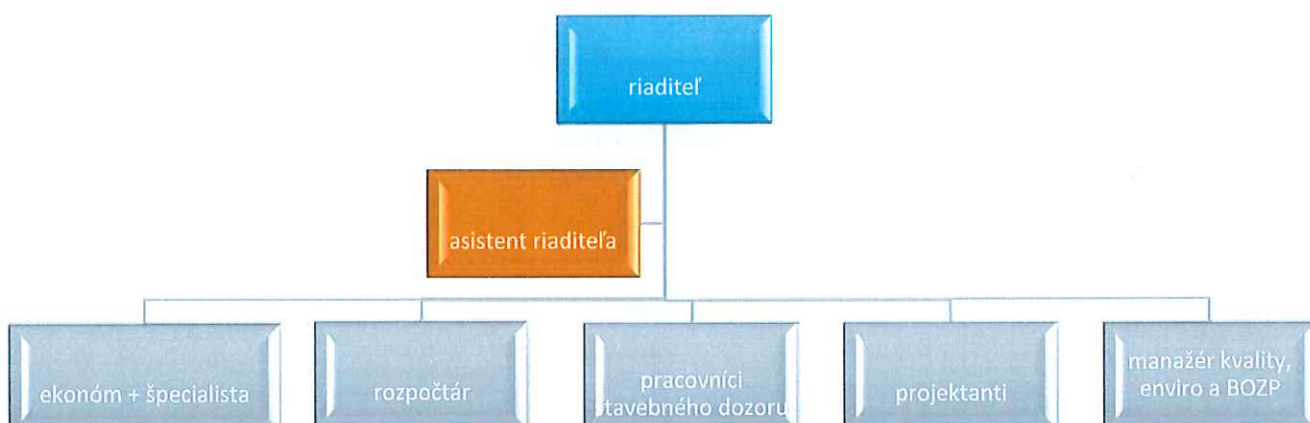 riaditeľ
asistent riaditeľa
ekonóm + špecialista
rozpočtár
pracovníci
stavebného dozoru
projektanti
manažér kvality,
enviro a BOZP